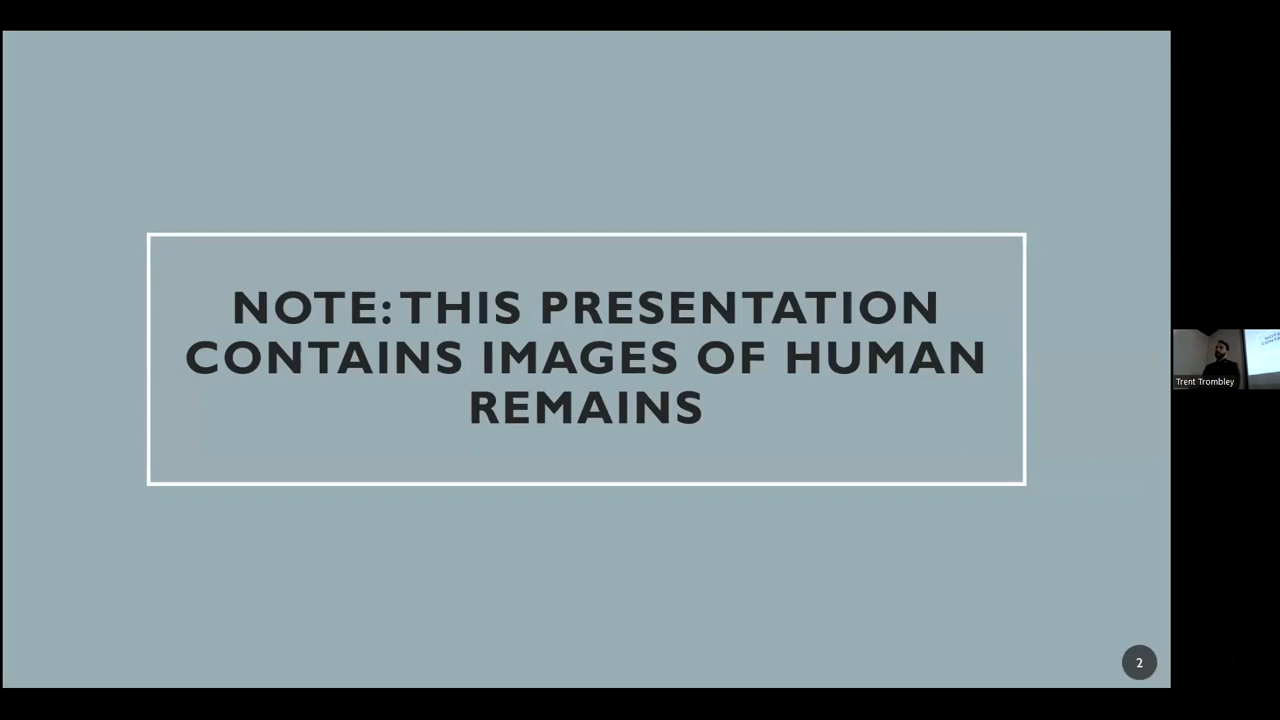 NOTE: THIS PRESENTATION
CONTAINS IMAGES OF HUMAN
REMAINS
Trent Trombley
2